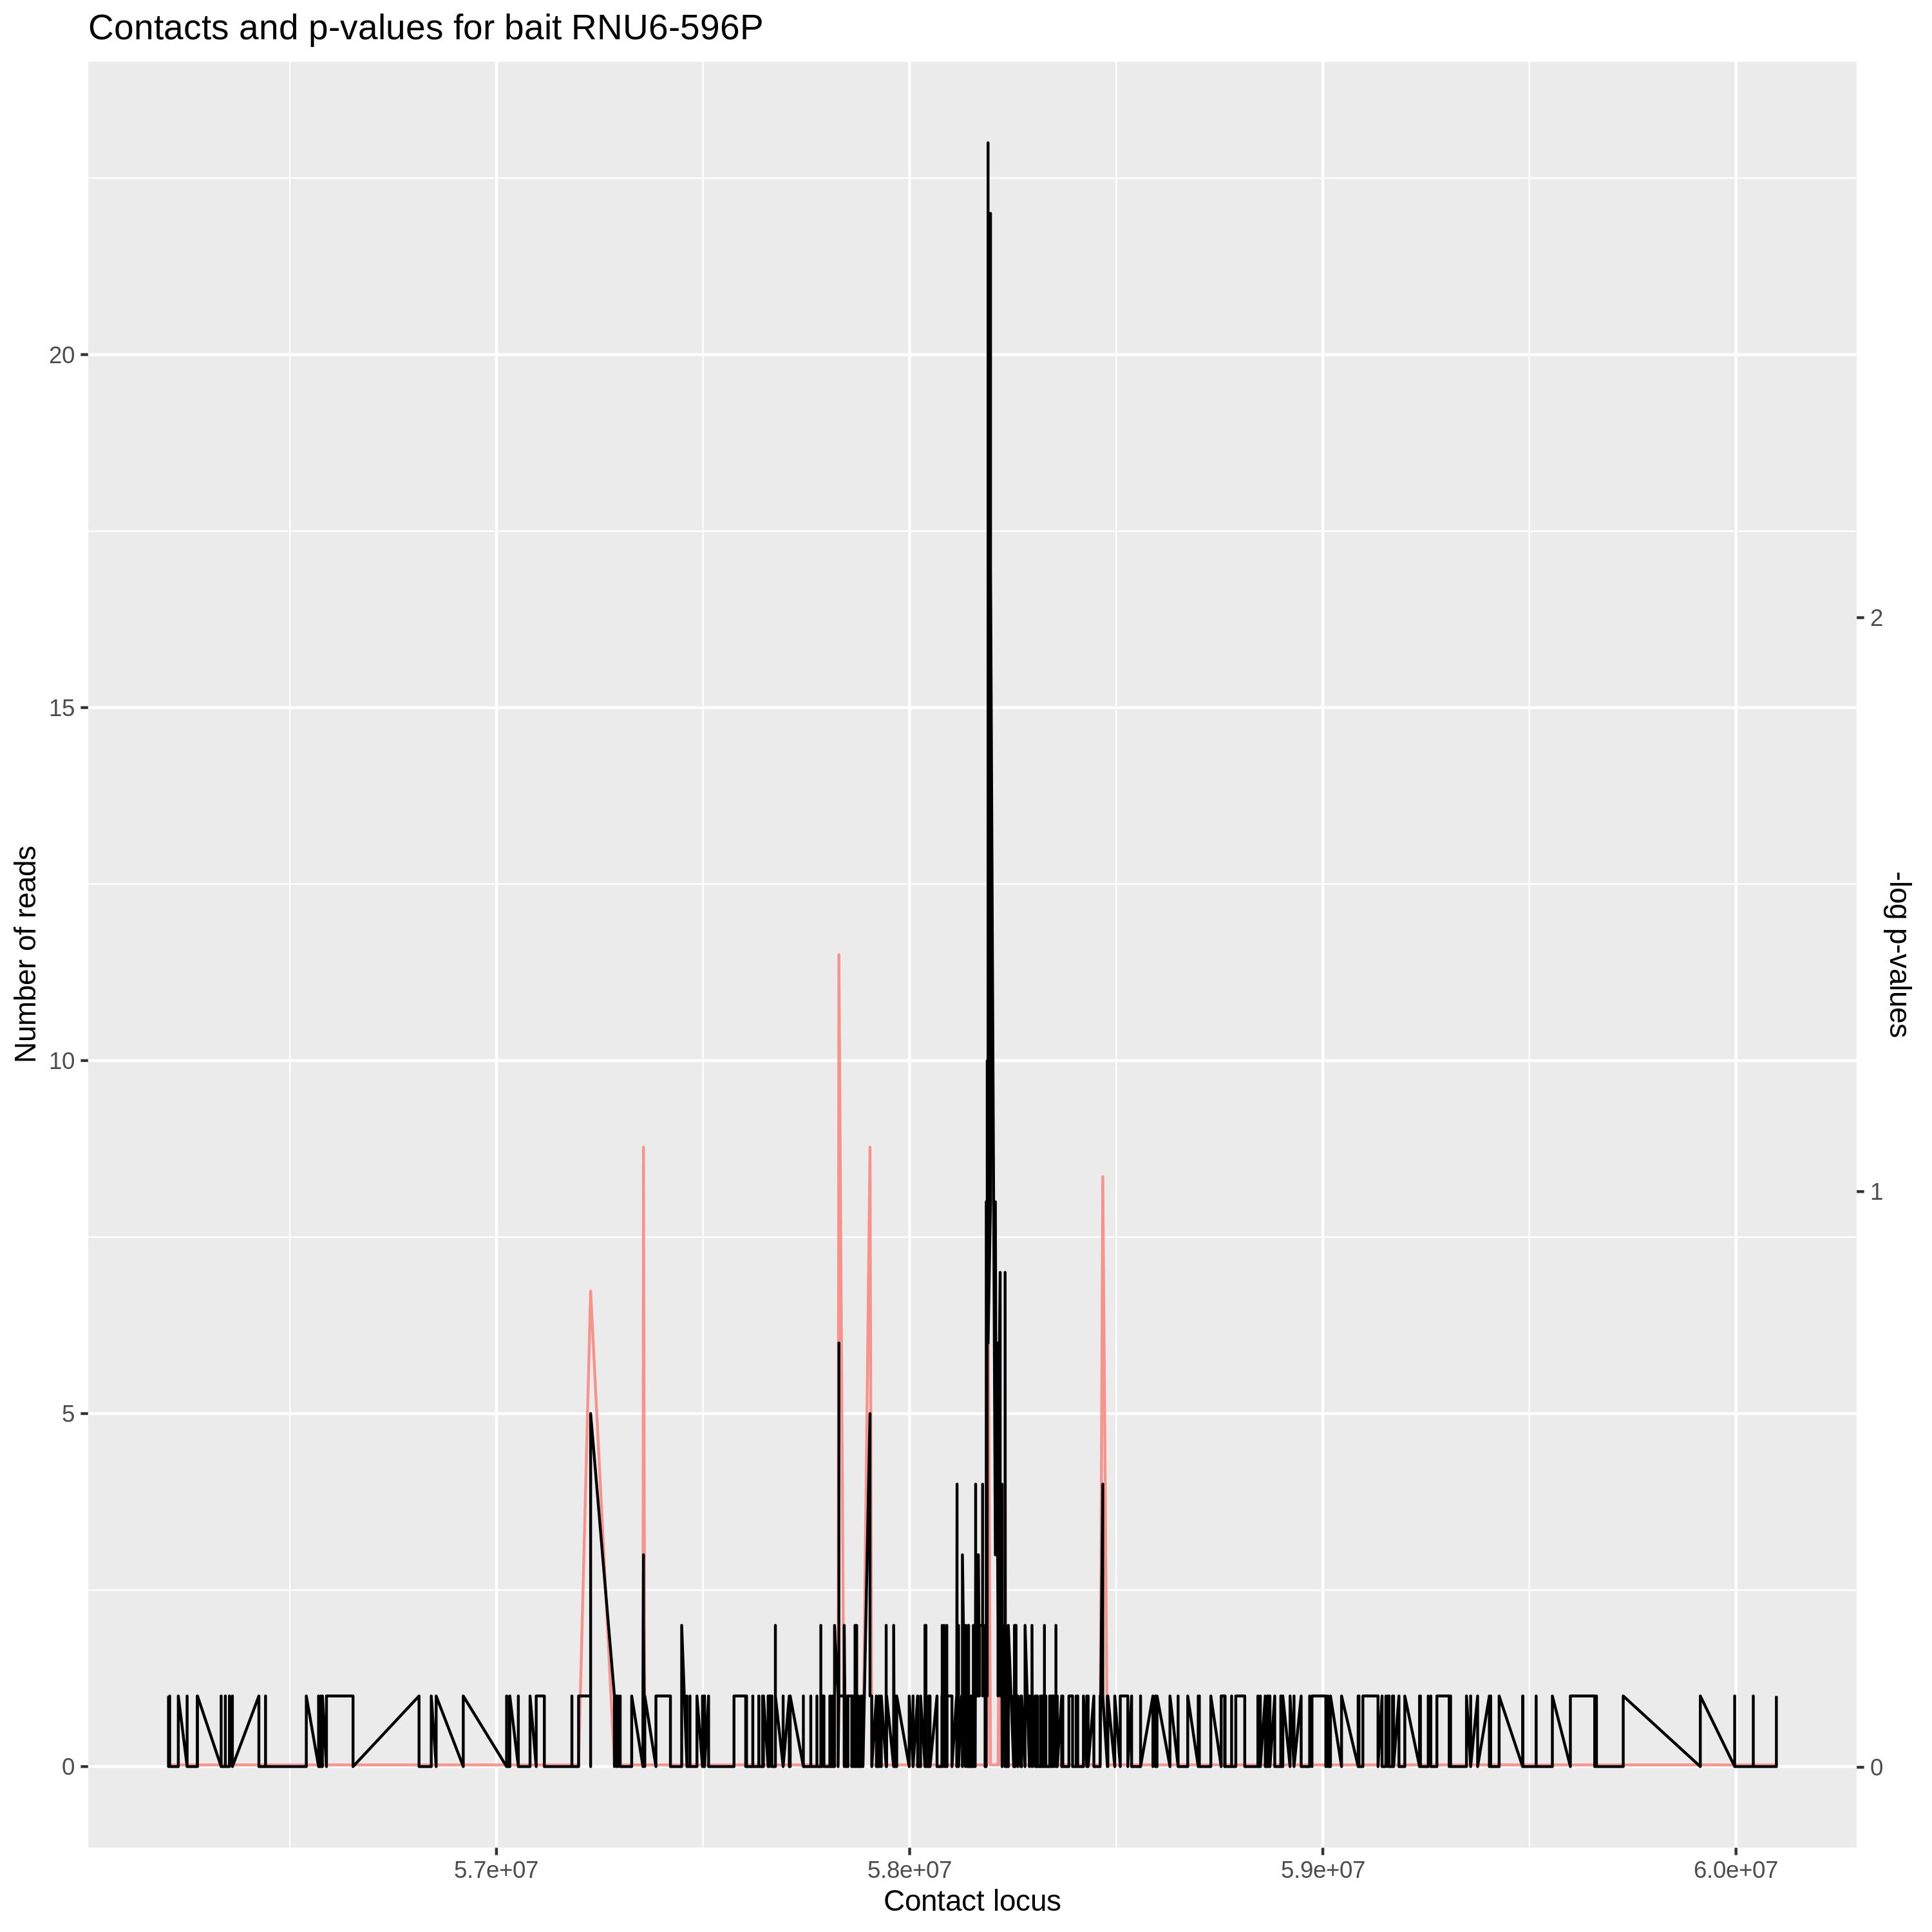 Contacts and p-values for bait RNU6-596P
20
15
10
5
0
Number of reads
2
1
0
-log p-values
5.7e+07 5.8e+07 5.9e+07 6.0e+07
Contact locus